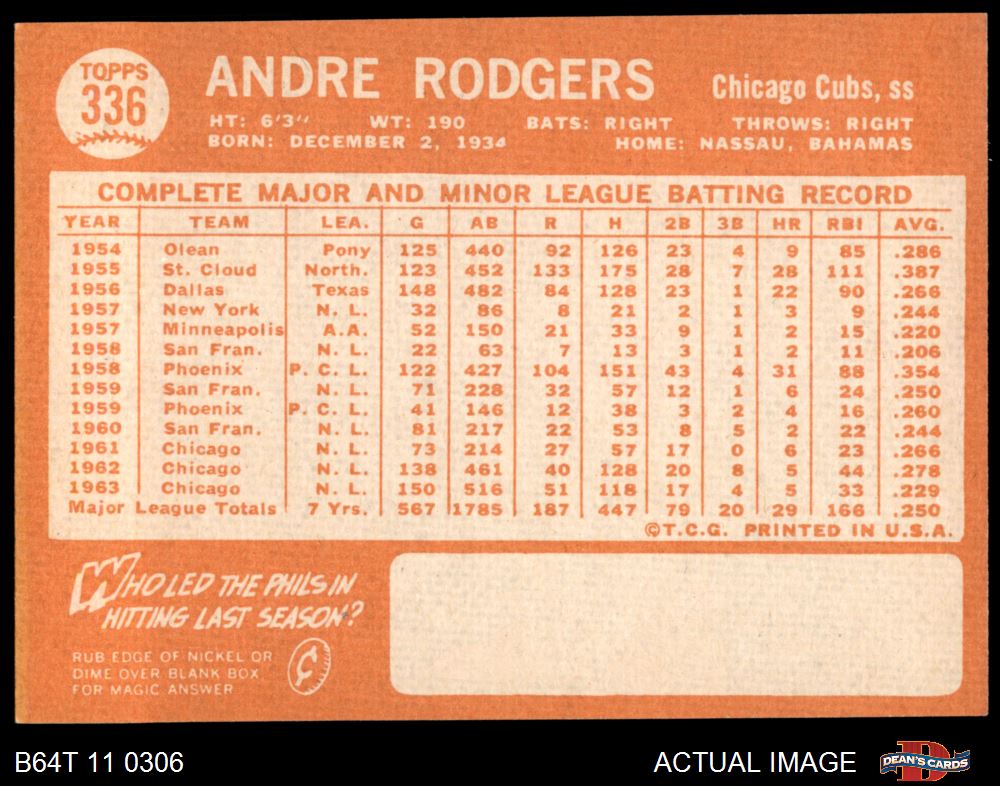 TOPPS
336
ANDRE RODGERS
Chicago Cubs, ss
HT: 6'3" WT: 190 BATS: RIGHT THROWS: RIGHT
BORN: DECEMBER 2, 1934 HOME: NASSAU, BAHAMAS
COMPLETE MAJOR AND MINOR LEAGUE BATTING RECORD
YEAR TEAM LEA. G AB R H 2B 3B HR RBI AVG.
1954 Olean Pony 125 440 92 126 23 4 9 85 .286
1955 St. Cloud North. 123 452 133 175 28 7 28 111 .387
1956 Dallas Texas 148 482 84 128 23 1 22 90 .266
1957 New York N. L. 32 86 8 21 2 1 3 9 .244
1957 Minneapolis A.A. 52 150 21 33 9 1 2 15 .220
1958 San Fran. N. L. 22 63 7 13 3 1 2 11 .206
1958 Phoenix P. C. L. 122 427 104 151 43 4 31 88 .354
1959 San Fran. N. L. 71 228 32 57 12 1 6 24 .250
1959 Phoenix P. C. L. 41 146 12 38 3 2 4 16 .260
1960 San Fran. N. L. 81 217 22 53 8 5 2 22 .244
1961 Chicago N. L. 73 214 27 57 17 0 6 23 .266
1962 Chicago N. L. 138 461 40 128 20 8 5 44 .278
1963 Chicago N. L. 150 516 51 118 17 4 5 33 .229
Major League Totals 7 Yrs. 567 1785 187 447 79 20 29 166 .250
©T.C.G. PRINTED IN U.S.A.
WHO LED THE PHILS IN
HITTING LAST SEASON?
RUB EDGE OF NICKEL OR
DIME OVER BLANK BOX
FOR MAGIC ANSWER
¢
B64T 11 0306
ACTUAL IMAGE
D
DEAN'S CARDS